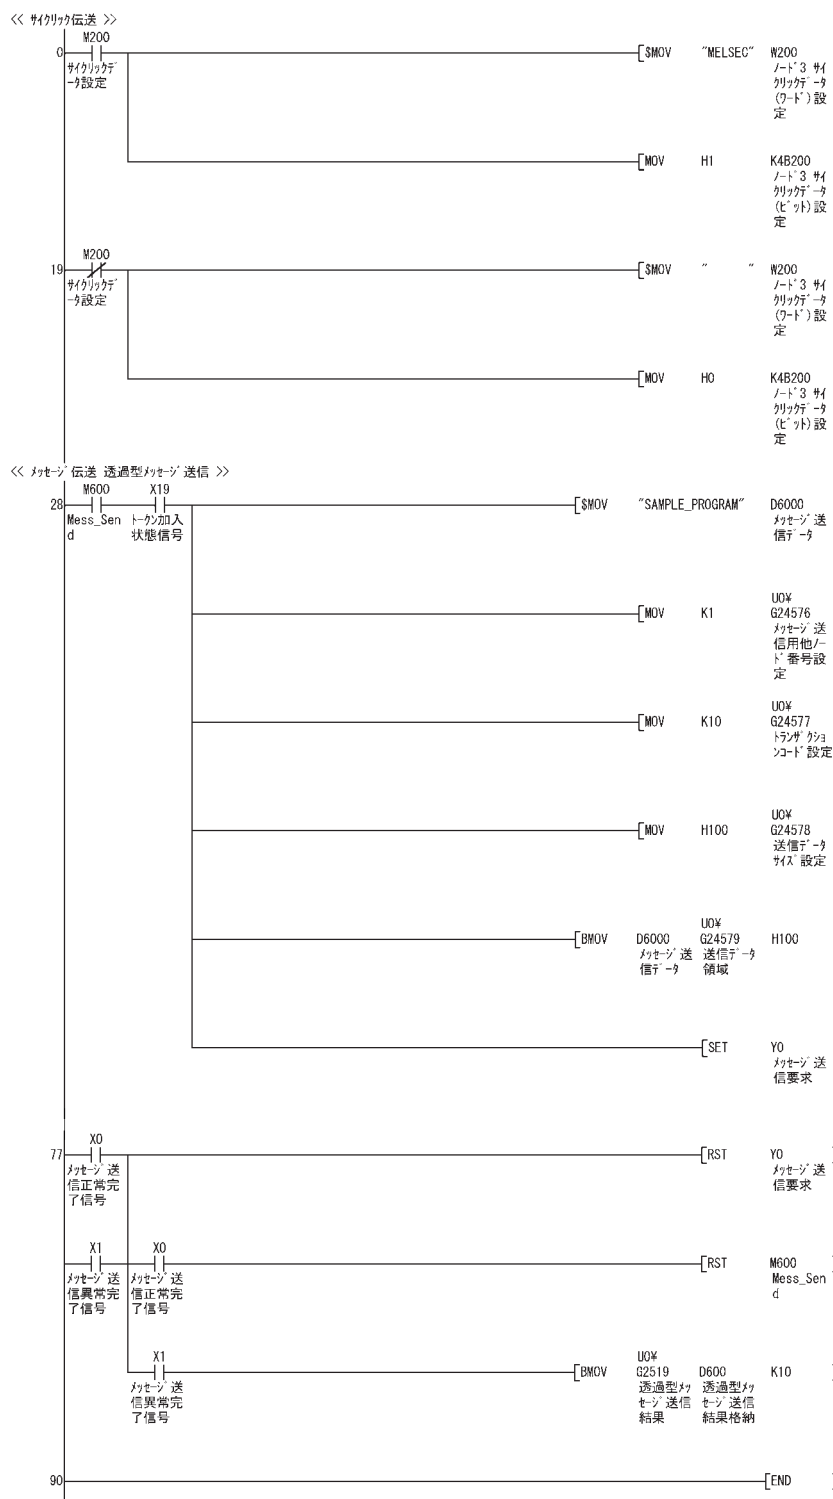 << サイクリック伝送 >>
M200
0
[$MOV "MELSEC" W200
サイクリックデ
ータ設定
ノード3 サイ
クリックデータ
(ワード)設
定
[MOV H1 K4B200
ノード3 サイ
クリックデータ
(ビット)設
定
M200
19
[$MOV " " W200
サイクリックデ
ータ設定
ノード3 サイ
クリックデータ
(ワード)設
定
[MOV H0 K4B200
ノード3 サイ
クリックデータ
(ビット)設
定
<< メッセージ伝送 透過型メッセージ送信 >>
M600 X19
28
[$MOV "SAMPLE_PROGRAM" D6000
Mess_Sen
d
トークン加入
状態信号
メッセージ送
信データ
[MOV K1 U0¥
G24576
メッセージ送
信用他ノー
ド番号設
定
[MOV K10 U0¥
G24577
トランザクショ
ンコード設定
[MOV H100 U0¥
G24578
送信データ
サイズ設定
[BMOV D6000 U0¥
G24579 H100
メッセージ送
信データ
送信データ
領域
[SET Y0
メッセージ送
信要求
X0
77
[RST Y0
メッセージ送
信正常完
了信号
メッセージ送
信要求
X1 X0
[RST M600
メッセージ送
信異常完
了信号
メッセージ送
信正常完
了信号
Mess_Sen
d
X1
[BMOV U0¥
G2519 D600 K10
メッセージ送
信異常完
了信号
透過型メッ
セージ送信
結果
透過型メッ
セージ送信
結果格納
90
[END